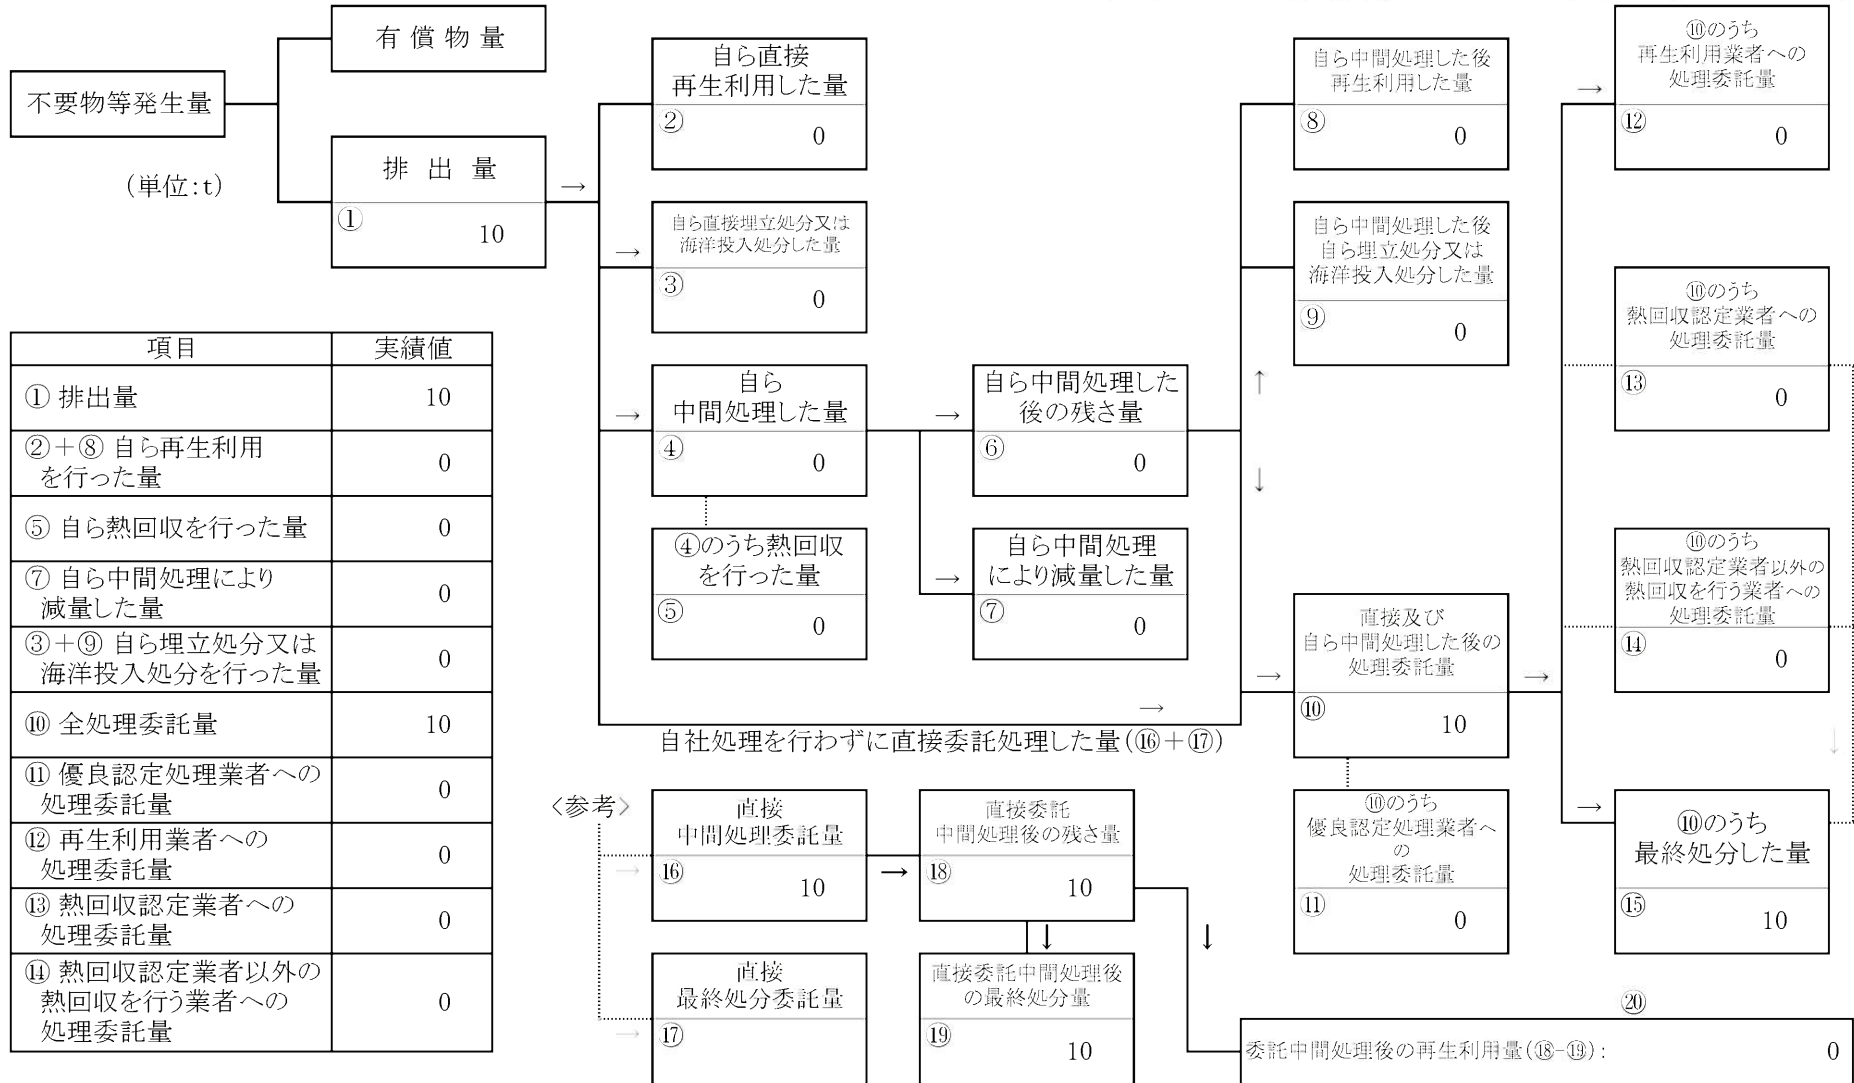 有償物量
不要物等発生量
(単位:t)
排出量
①
10
→
自ら直接
再生利用した量
②
0
→
自ら直接埋立処分又は
海洋投入処分した量
③
0
→
自ら
中間処理した量
④
0
④のうち熱回収
を行った量
⑤
0
→
自ら中間処理した
後の残さ量
⑥
0
→
自ら中間処理
により減量した量
⑦
0
↑
↓
自ら中間処理した後
再生利用した量
⑧
0
自ら中間処理した後
自ら埋立処分又は
海洋投入処分した量
⑨
0
→
自社処理を行わずに直接委託処理した量(⑯+⑰)
→
直接及び
自ら中間処理した後の
処理委託量
⑩
10
→
⑩のうち
優良認定処理業者へ
の
処理委託量
⑪
0
→
⑩のうち
再生利用業者への
処理委託量
⑫
0
⑩のうち
熱回収認定業者への
処理委託量
⑬
0
⑩のうち
熱回収認定業者以外の
熱回収を行う業者への
処理委託量
⑭
0
↓
→
⑩のうち
最終処分した量
⑮
10
項目 実績値
① 排出量 10
②+⑧ 自ら再生利用
を行った量 0
⑤ 自ら熱回収を行った量 0
⑦ 自ら中間処理により
減量した量 0
③+⑨ 自ら埋立処分又は
海洋投入処分を行った量 0
⑩ 全処理委託量 10
⑪ 優良認定処理業者への
処理委託量 0
⑫ 再生利用業者への
処理委託量 0
⑬ 熱回収認定業者への
処理委託量 0
⑭ 熱回収認定業者以外の
熱回収を行う業者への
処理委託量 0
<参考>
→
直接
中間処理委託量
⑯
10
→
直接委託
中間処理後の残さ量
⑱
10
↓
↓
→
直接
最終処分委託量
⑰
直接委託中間処理後
の最終処分量
⑲
10
⑳
委託中間処理後の再生利用量(⑱-⑲): 0